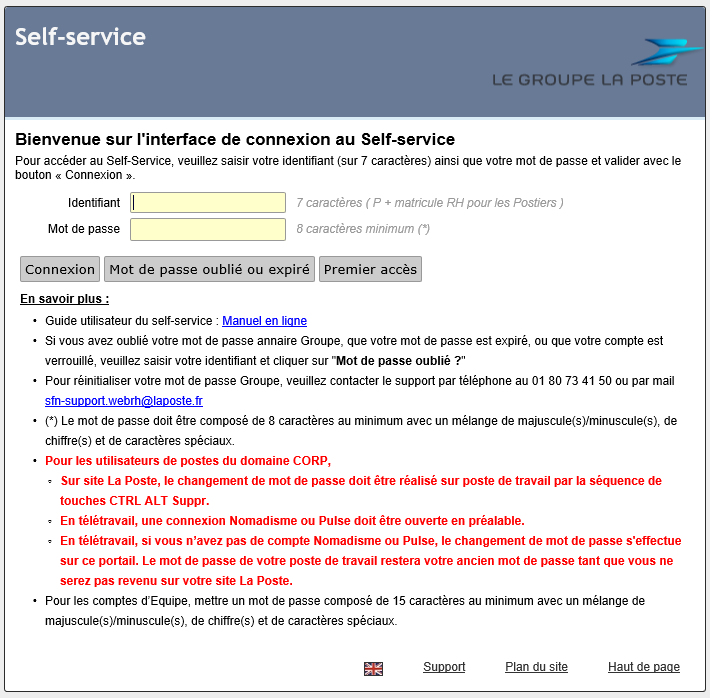 Self-service
LE GROUPE LA POSTE
Bienvenue sur l'interface de connexion au Self-service
Pour accéder au Self-Service, veuillez saisir votre identifiant (sur 7 caractères) ainsi que votre mot de passe et valider avec le
bouton « Connexion ».
Identifiant 7 caractères ( P + matricule RH pour les Postiers )
Mot de passe 8 caractères minimum (*)
Connexion Mot de passe oublié ou expiré Premier accès
En savoir plus :
• Guide utilisateur du self-service : Manuel en ligne
• Si vous avez oublié votre mot de passe annaire Groupe, que votre mot de passe est expiré, ou que votre compte est
verrouillé, veuillez saisir votre identifiant et cliquer sur "Mot de passe oublié ?"
• Pour réinitialiser votre mot de passe Groupe, veuillez contacter le support par téléphone au 01 80 73 41 50 ou par mail
sfn-support.webrh@laposte.fr
• (*) Le mot de passe doit être composé de 8 caractères au minimum avec un mélange de majuscule(s)/minuscule(s), de
chiffre(s) et de caractères spéciaux.
• Pour les utilisateurs de postes du domaine CORP,
◦ Sur site La Poste, le changement de mot de passe doit être réalisé sur poste de travail par la séquence de
touches CTRL ALT Suppr.
◦ En télétravail, une connexion Nomadisme ou Pulse doit être ouverte en préalable.
◦ En télétravail, si vous n’avez pas de compte Nomadisme ou Pulse, le changement de mot de passe s'effectue
sur ce portail. Le mot de passe de votre poste de travail restera votre ancien mot de passe tant que vous ne
serez pas revenu sur votre site La Poste.
• Pour les comptes d’Equipe, mettre un mot de passe composé de 15 caractères au minimum avec un mélange de
majuscule(s)/minuscule(s), de chiffre(s) et de caractères spéciaux.
Support Plan du site Haut de page